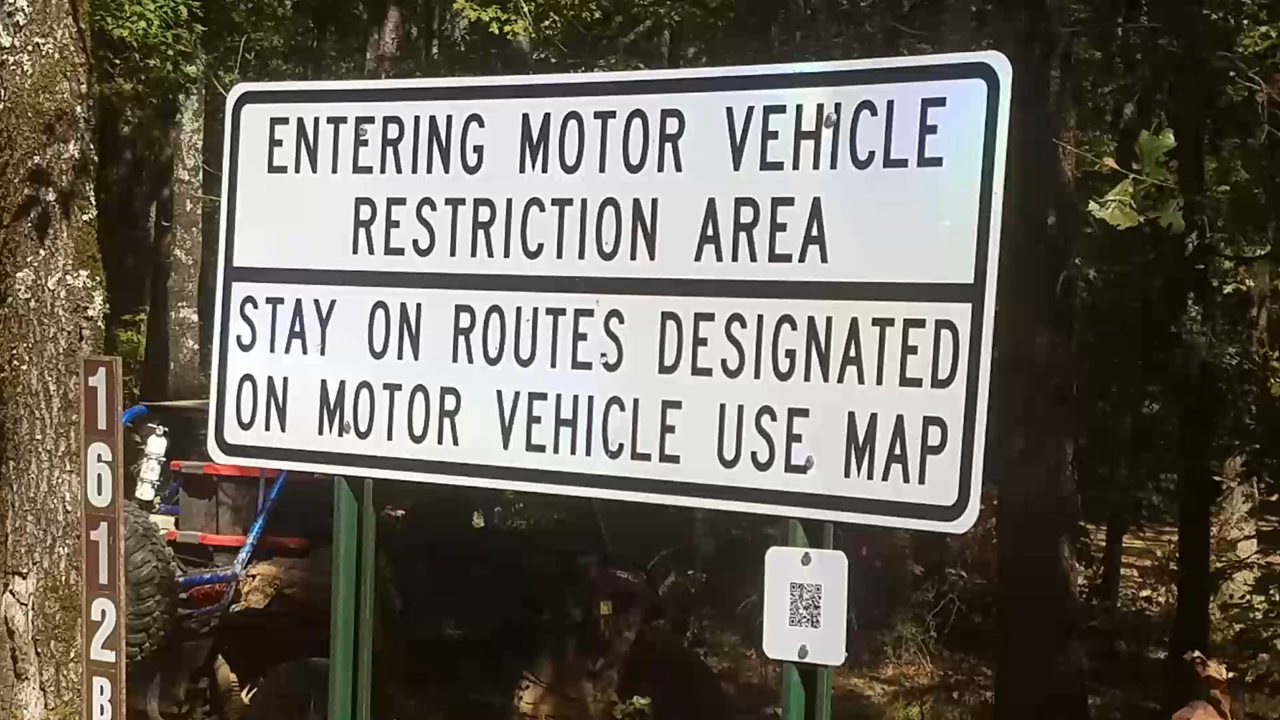 ENTERING MOTOR VEHICLE
RESTRICTION AREA
STAY ON ROUTES DESIGNATED
ON MOTOR VEHICLE USE MAP
1612B